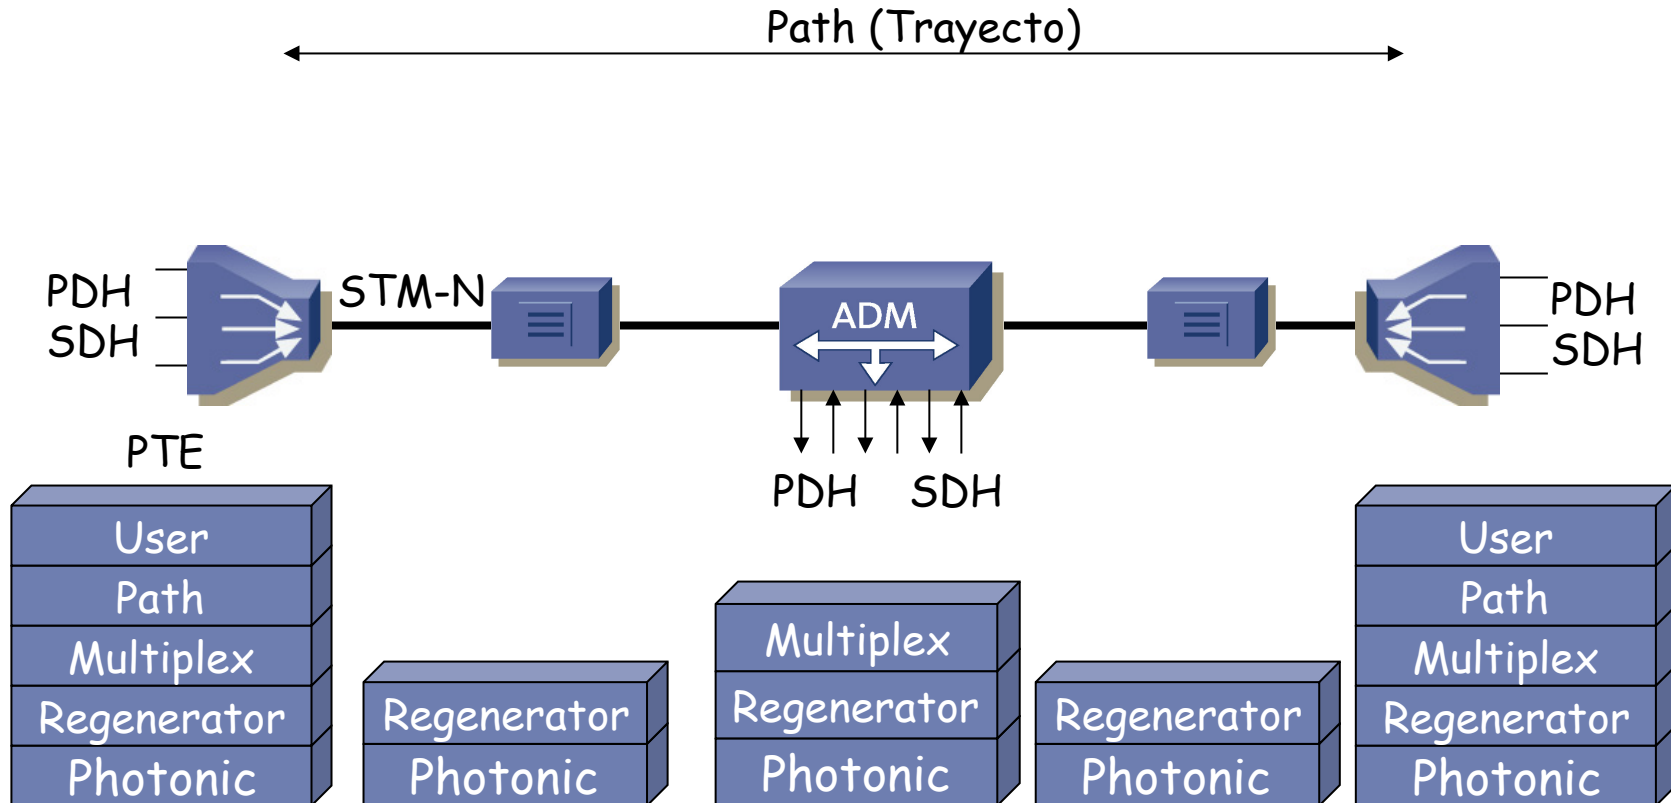 Path (Trayecto)
PDH
SDH
STM-N
ADM
PDH
SDH
PTE
PDH SDH
User
Path
Multiplex
Regenerator
Photonic
Regenerator
Photonic
Multiplex
Regenerator
Photonic
Regenerator
Photonic
User
Path
Multiplex
Regenerator
Photonic